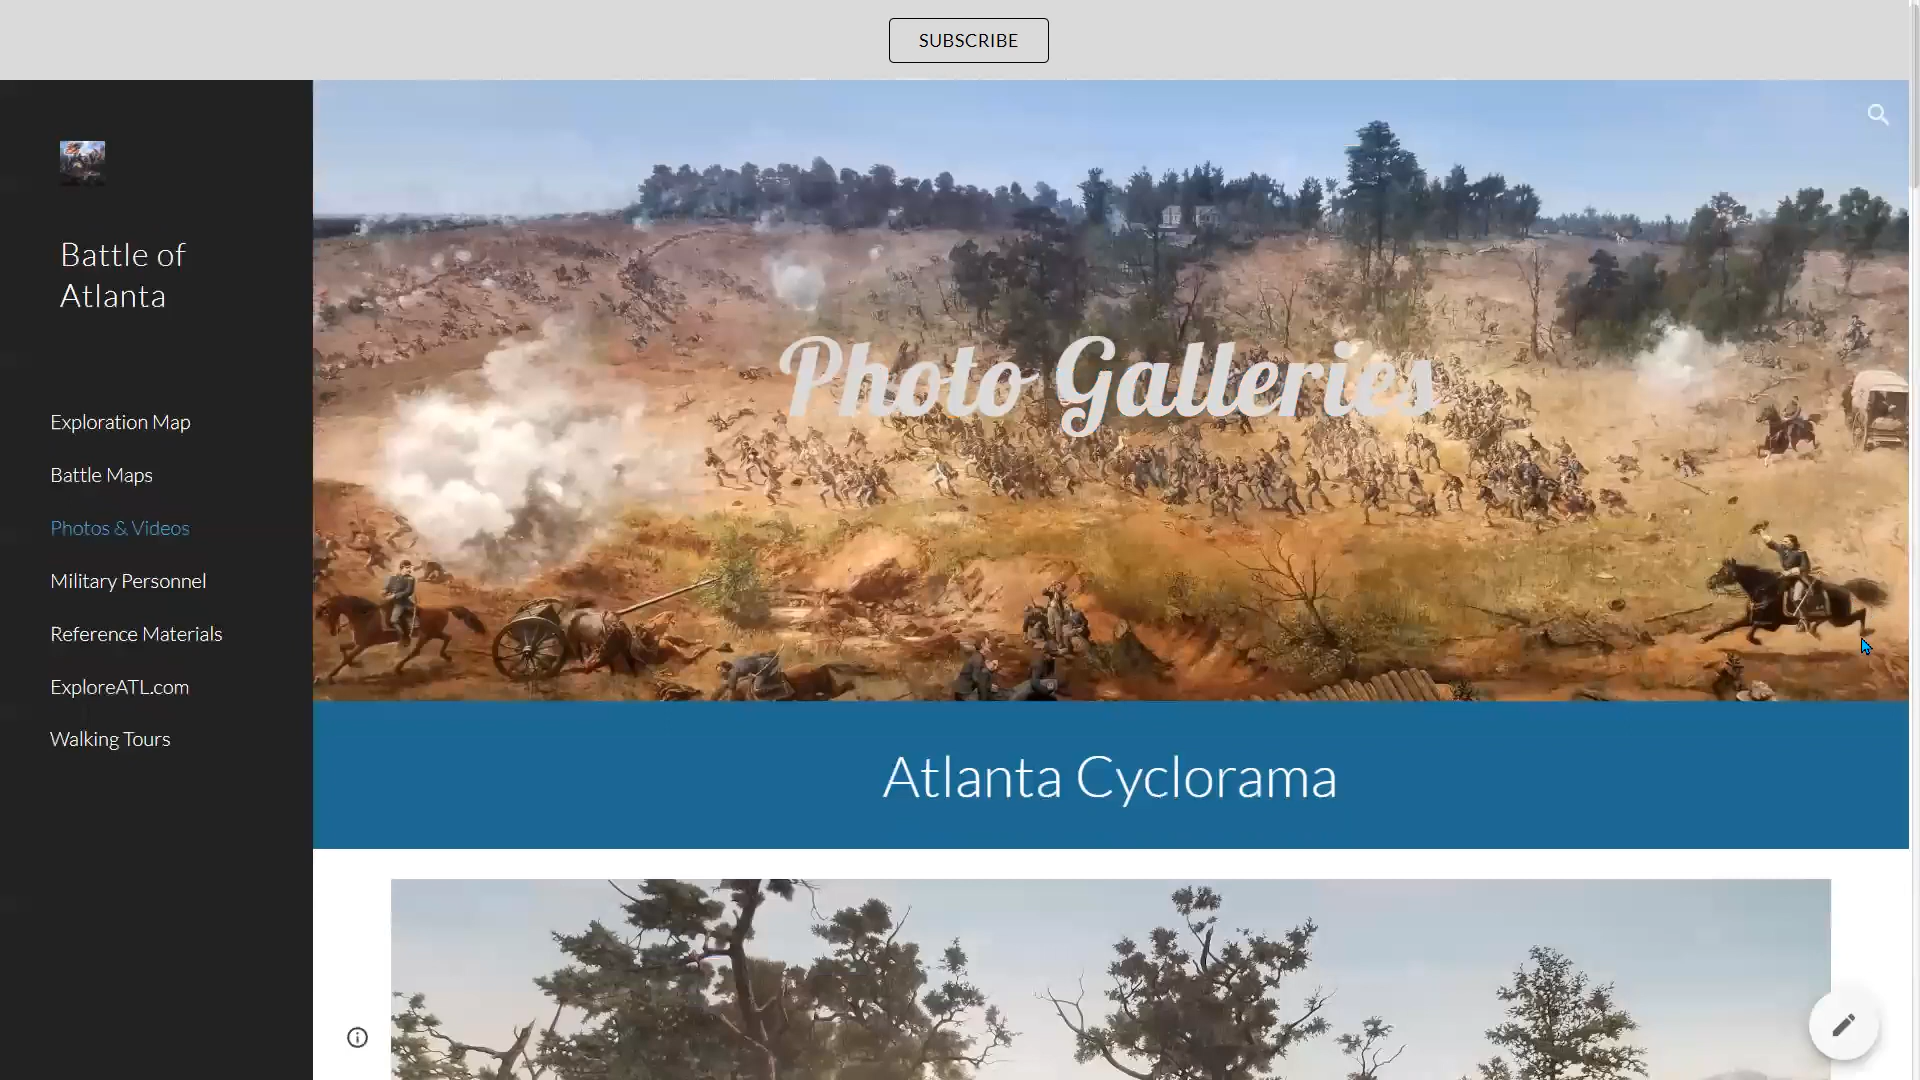 SUBSCRIBE
Battle of
Atlanta
Exploration Map
Battle Maps
Photos & Videos
Military Personnel
Reference Materials
ExploreATL.com
Walking Tours
Photo Galleries
Atlanta Cyclorama